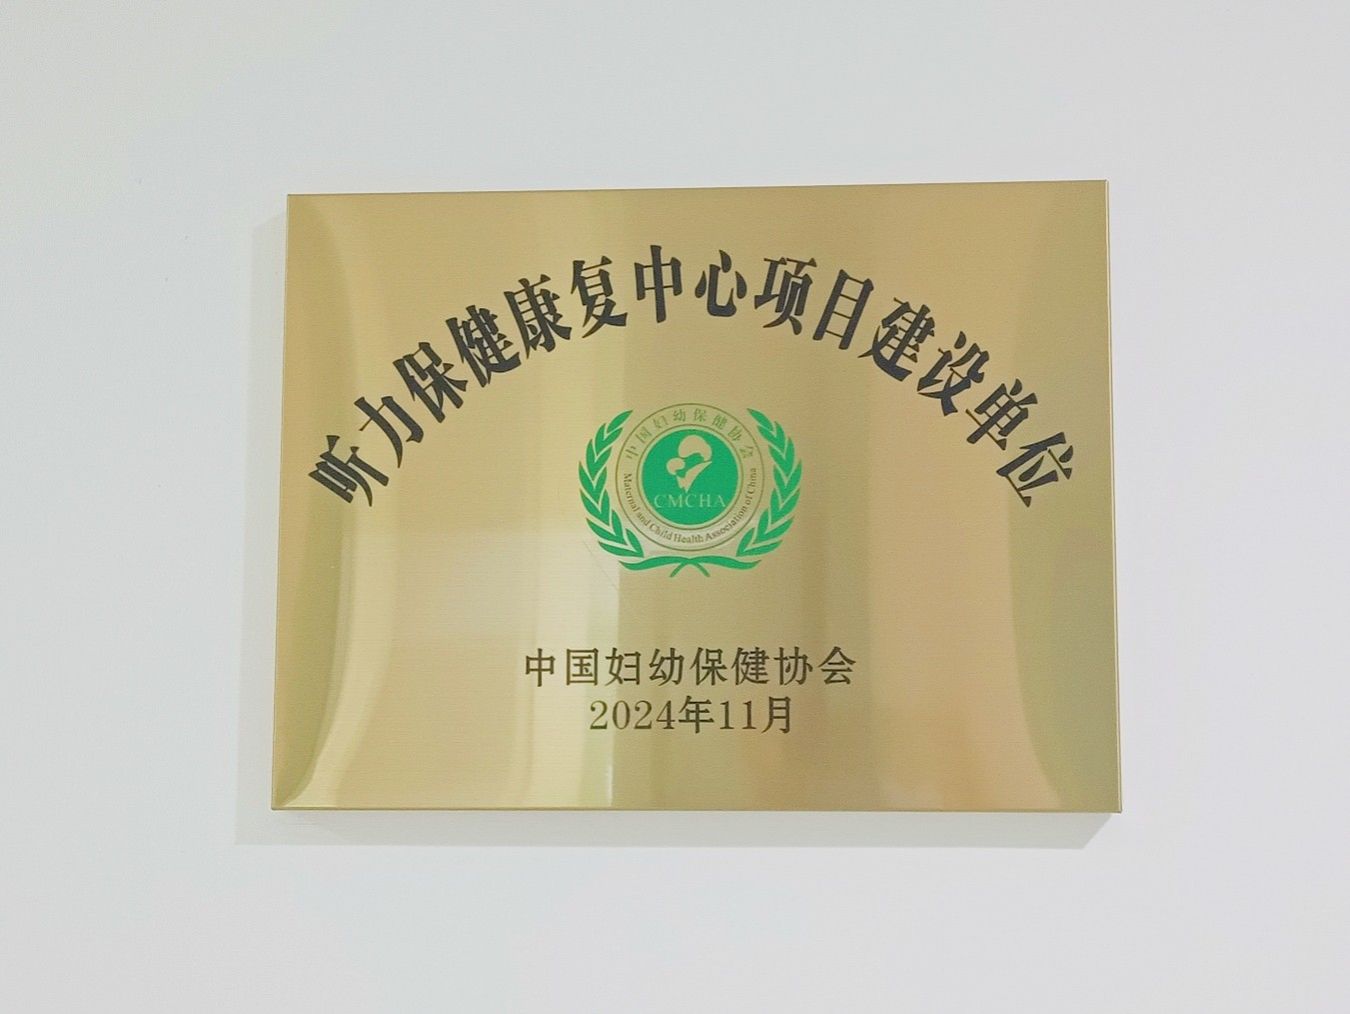 听力保健康复中心项目建设单位
中国妇幼保健协会
CMCHA
Maternal and Child Health Association of China
中国妇幼保健协会
2024年11月